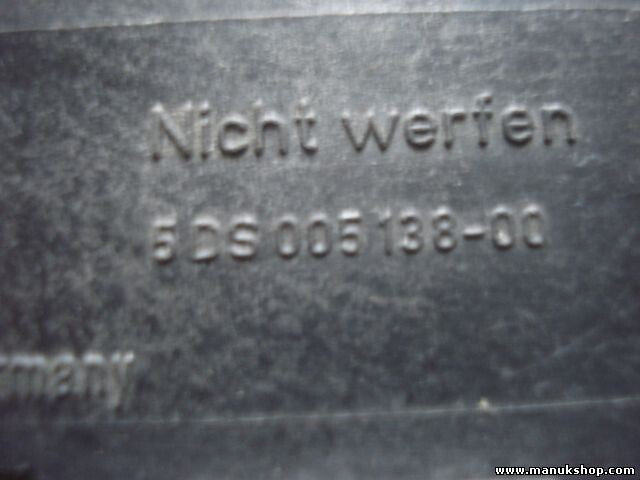 Nicht werfen
5 DS 005 138-00
rmany
www.manukshop.com